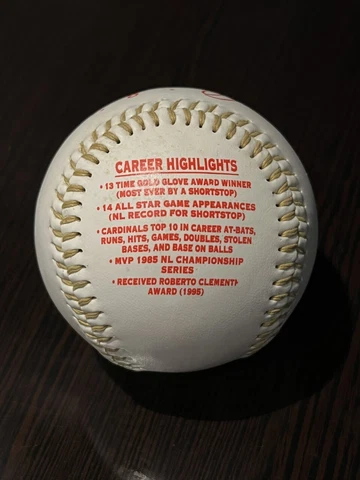 CAREER HIGHLIGHTS
• 13 TIME GOLD GLOVE AWARD WINNER
(MOST EVER BY A SHORTSTOP)
• 14 ALL STAR GAME APPEARANCES
(NL RECORD FOR SHORTSTOP)
• CARDINALS TOP 10 IN CAREER AT-BATS,
RUNS, HITS, GAMES, DOUBLES, STOLEN
BASES, AND BASE ON BALLS
• MVP 1985 NL CHAMPIONSHIP
SERIES
• RECEIVED ROBERTO CLEMENTE
AWARD (1995)